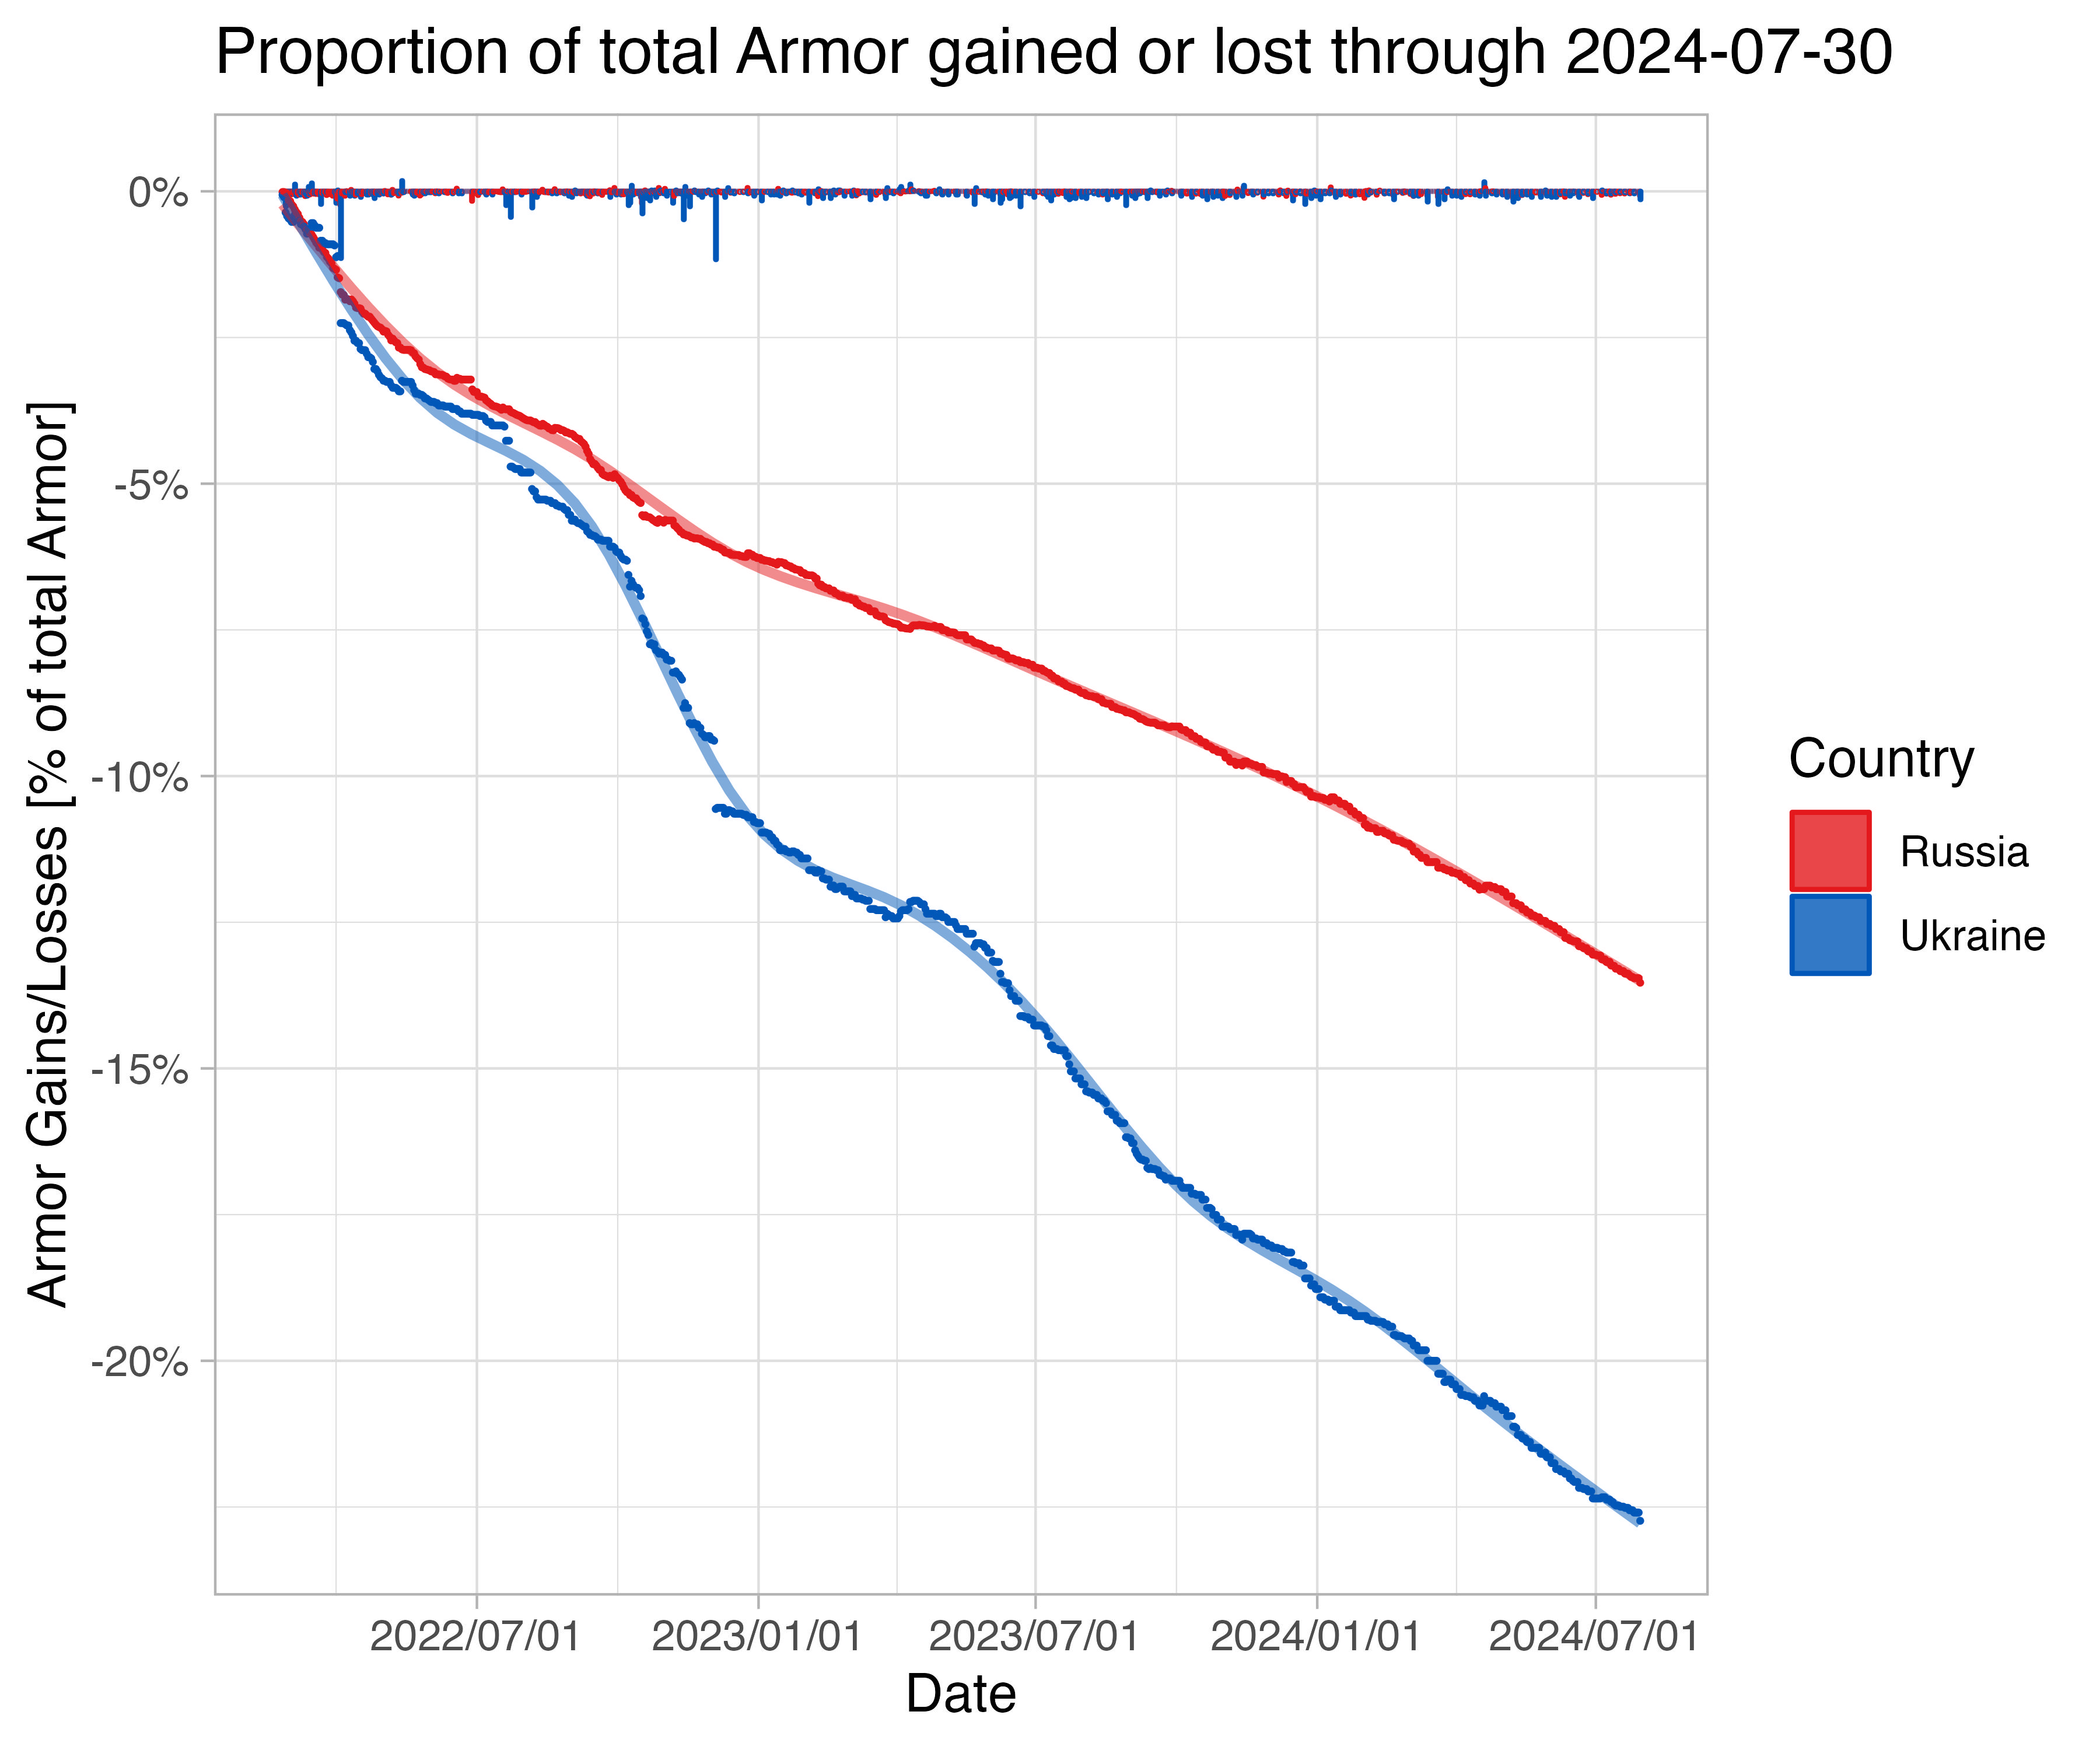 Proportion of total Armor gained or lost through 2024-07-30
Armor Gains/Losses [% of total Armor]
0%
-5%
-10%
-15%
-20%
2022/07/01
2023/01/01
2023/07/01
2024/01/01
2024/07/01
Date
Country
Russia
Ukraine